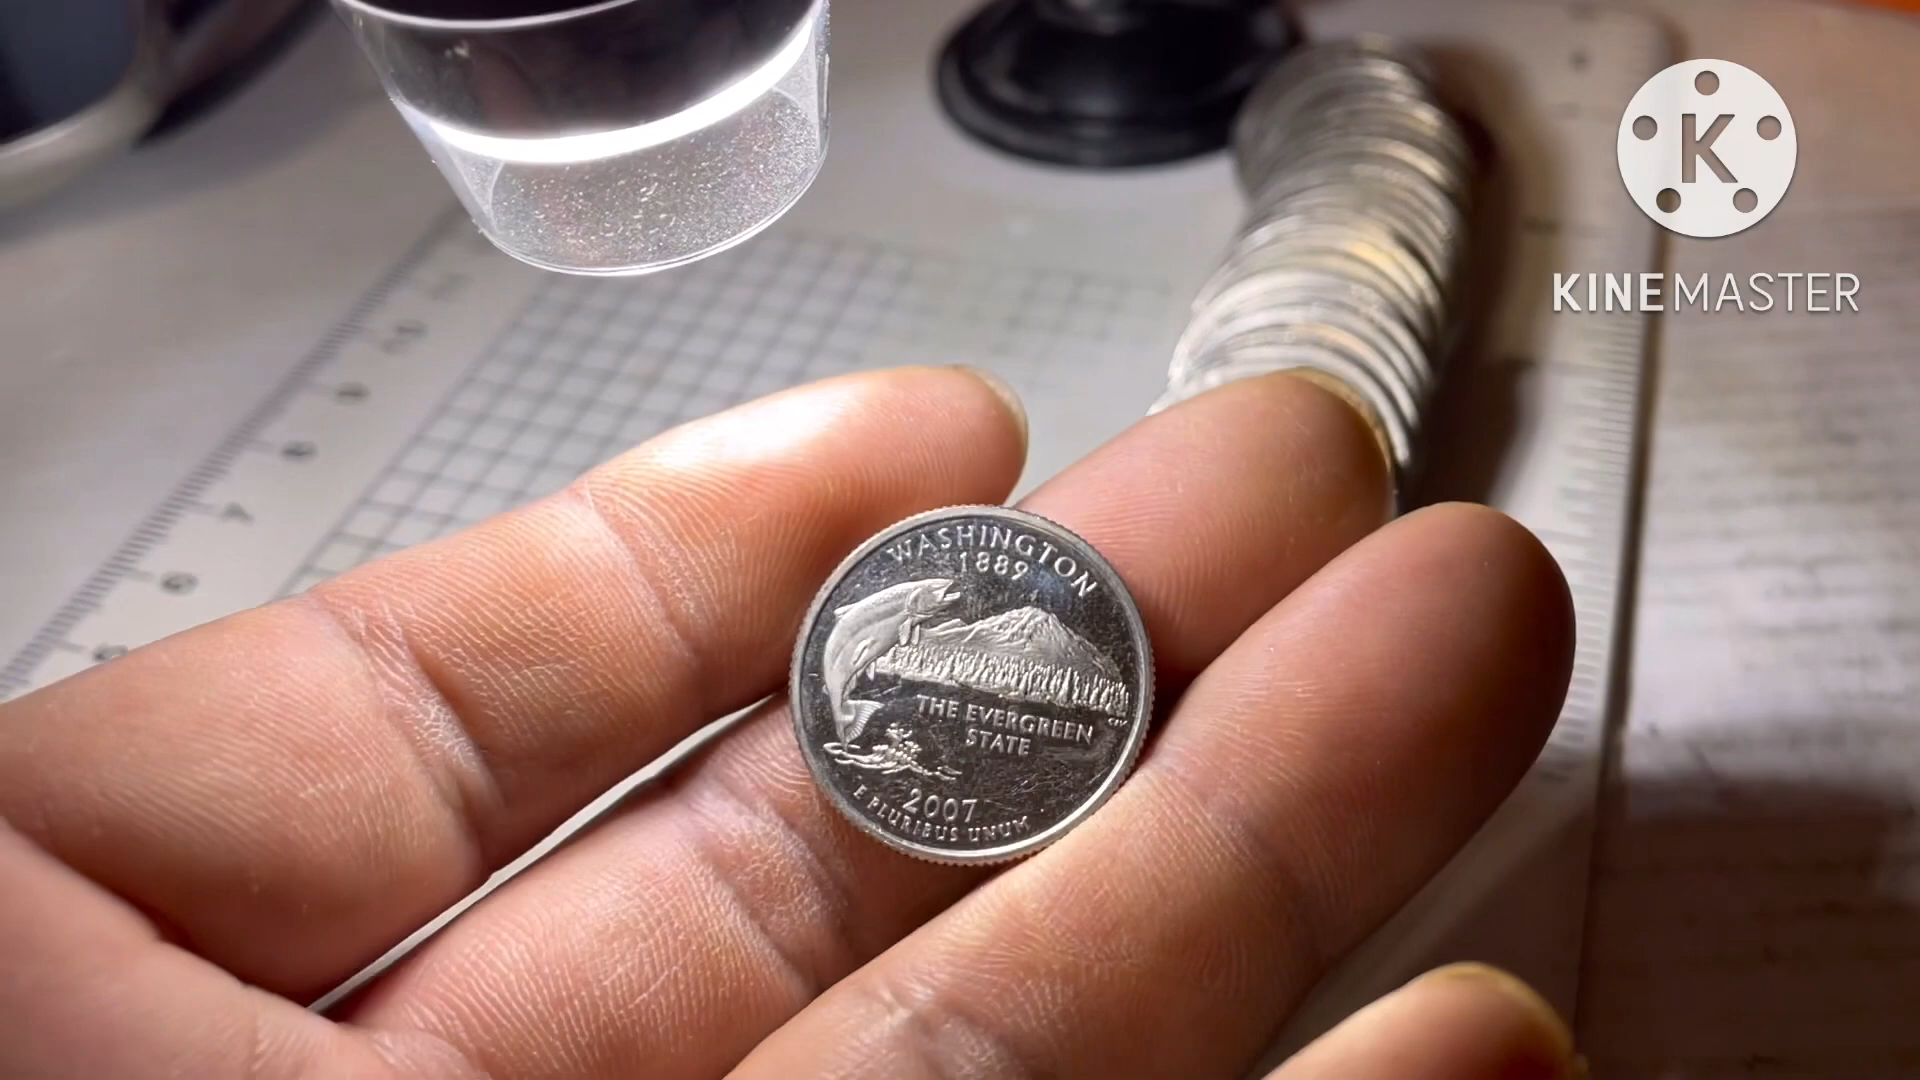 K
KINEMASTER
WASHINGTON
1889
THE EVERGREEN
STATE
2007
E PLURIBUS UNUM